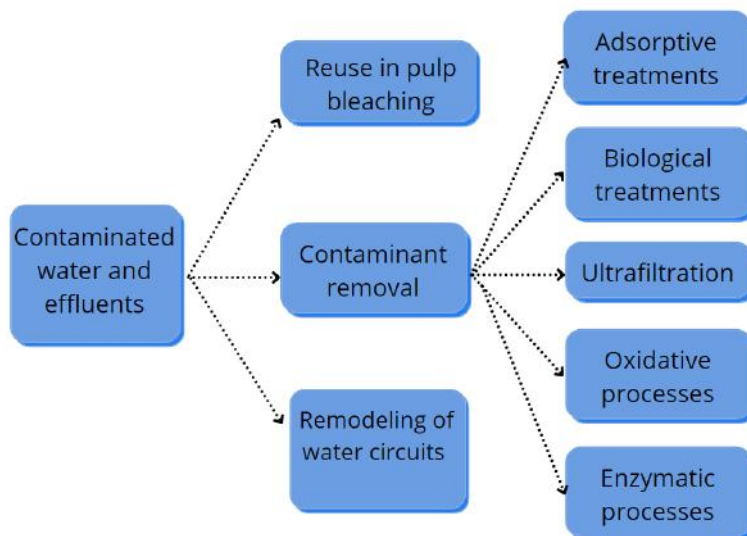 Contaminated
water and
effluents
Reuse in pulp
bleaching
Contaminant
removal
Remodeling of
water circuits
Adsorptive
treatments
Biological
treatments
Ultrafiltration
Oxidative
processes
Enzymatic
processes